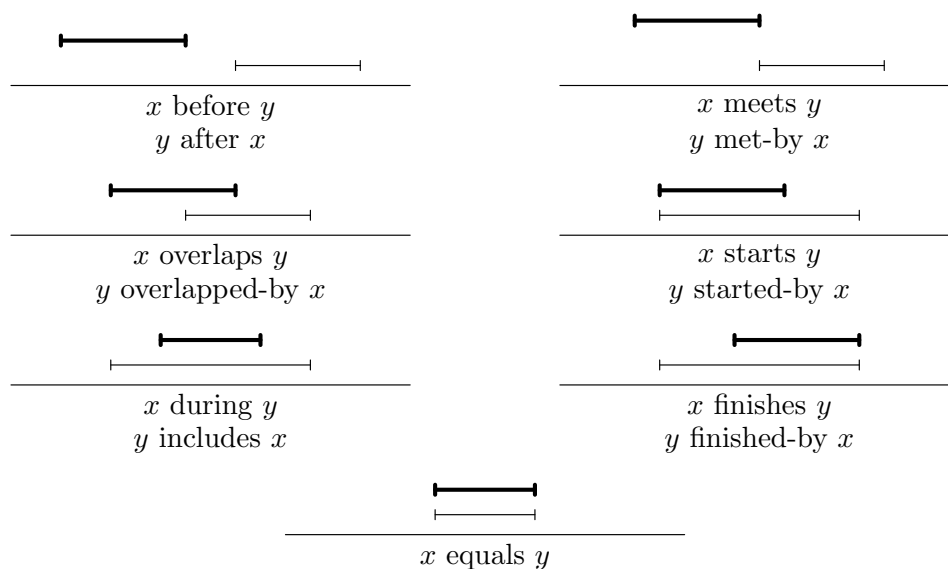 x before y
y after x
x meets y
y met-by x
x overlaps y
y overlapped-by x
x starts y
y started-by x
x during y
y includes x
x finishes y
y finished-by x
x equals y